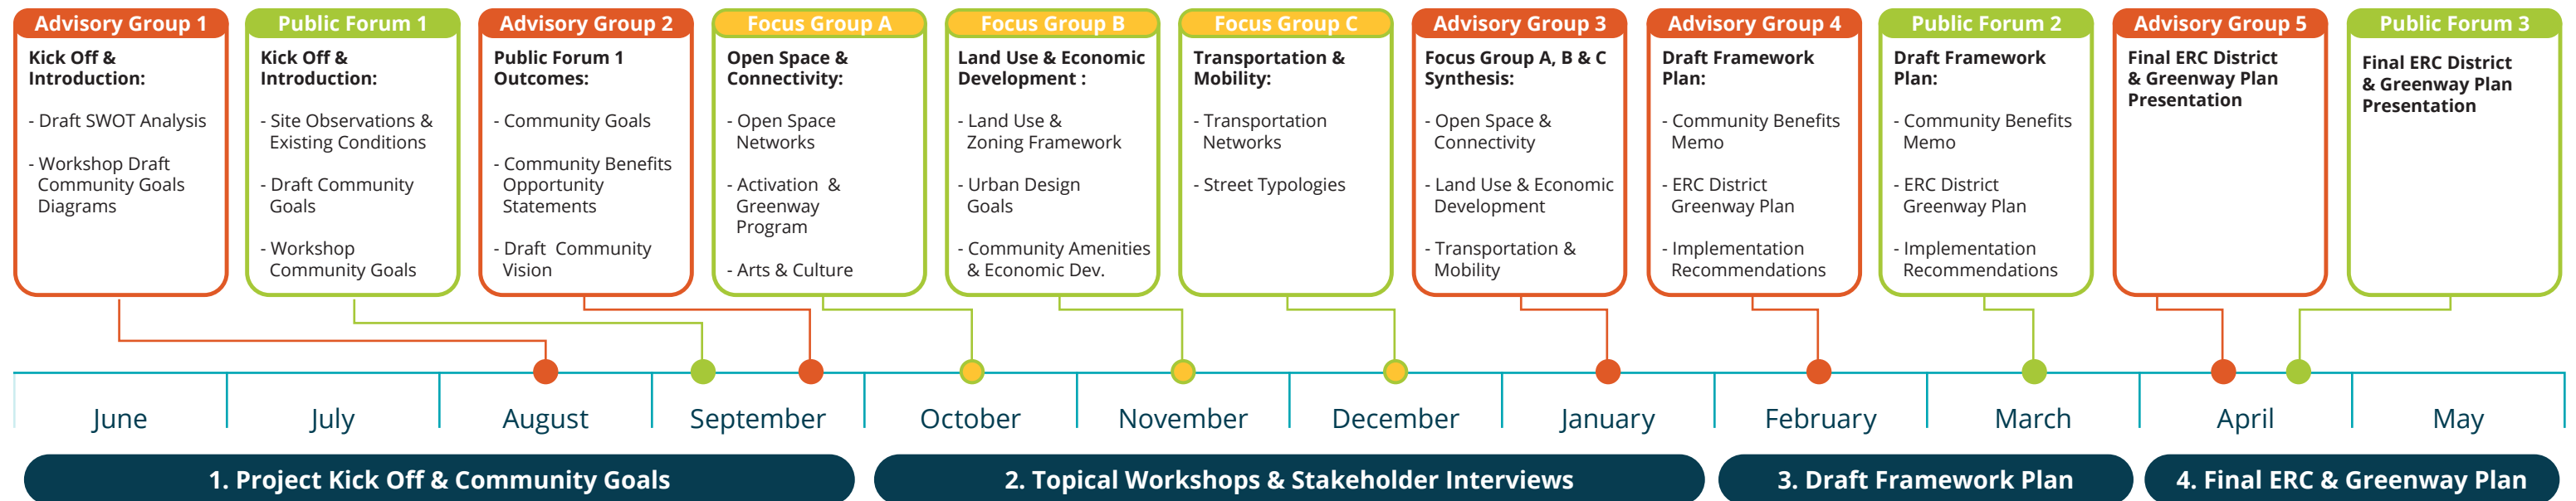 Advisory Group 1
Kick Off &
Introduction:
- Draft SWOT Analysis
- Workshop Draft
Community Goals
Diagrams
Public Forum 1
Kick Off &
Introduction:
- Site Observations &
Existing Conditions
- Draft Community
Goals
- Workshop
Community Goals
Advisory Group 2
Public Forum 1
Outcomes:
- Community Goals
- Community Benefits
Opportunity
Statements
- Draft Community
Vision
Focus Group A
Open Space &
Connectivity:
- Open Space
Networks
- Activation &
Greenway
Program
- Arts & Culture
Focus Group B
Land Use & Economic
Development :
- Land Use &
Zoning Framework
- Urban Design
Goals
- Community Amenities
& Economic Dev.
Focus Group C
Transportation &
Mobility:
- Transportation
Networks
- Street Typologies
Advisory Group 3
Focus Group A, B & C
Synthesis:
- Open Space &
Connectivity
- Land Use & Economic
Development
- Transportation &
Mobility
Advisory Group 4
Draft Framework
Plan:
- Community Benefits
Memo
- ERC District
Greenway Plan
- Implementation
Recommendations
Public Forum 2
Draft Framework
Plan:
- Community Benefits
Memo
- ERC District
Greenway Plan
- Implementation
Recommendations
Advisory Group 5
Final ERC District
& Greenway Plan
Presentation
Public Forum 3
Final ERC District
& Greenway Plan
Presentation
June
July
August
September
October
November
December
January
February
March
April
May
1. Project Kick Off & Community Goals
2. Topical Workshops & Stakeholder Interviews
3. Draft Framework Plan
4. Final ERC & Greenway Plan